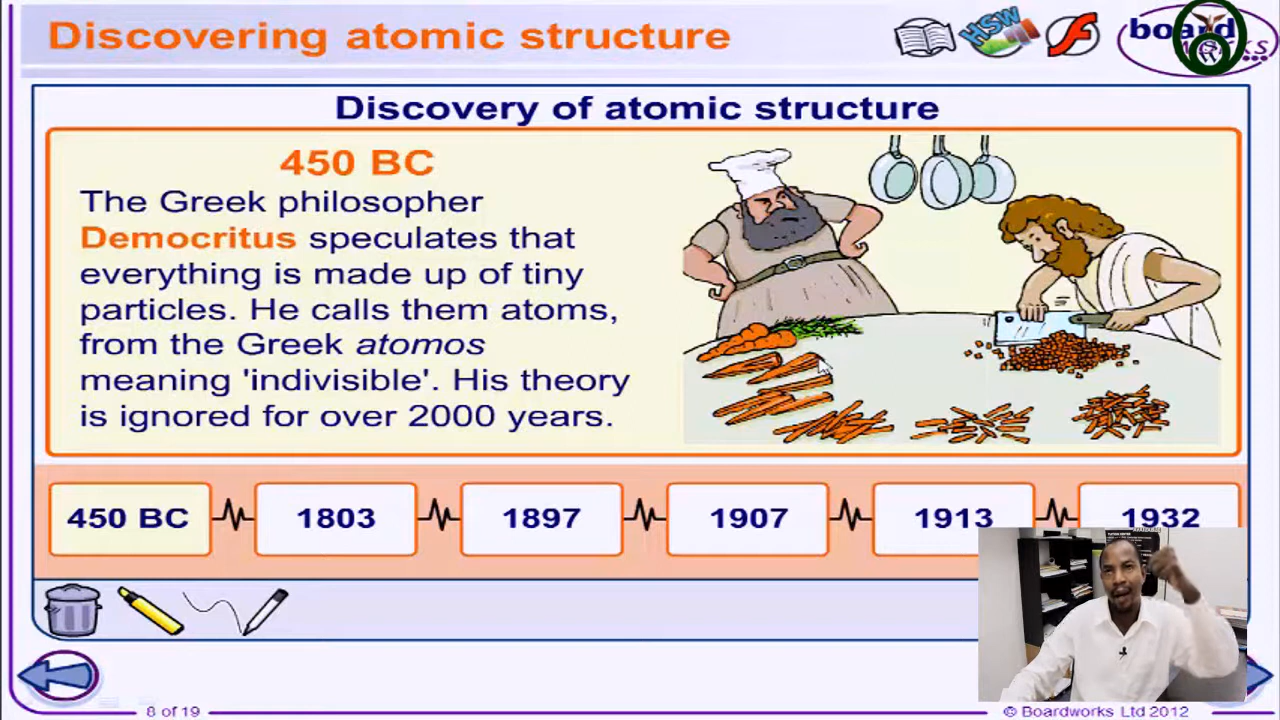 Discovering atomic structure
HSW
board
Discovery of atomic structure
450 BC
The Greek philosopher
Democritus speculates that
everything is made up of tiny
particles. He calls them atoms,
from the Greek atomos
meaning 'indivisible'. His theory
is ignored for over 2000 years.
450 BC
1803
1897
1907
1913
1932
8 of 19
© Boardworks Ltd 2012